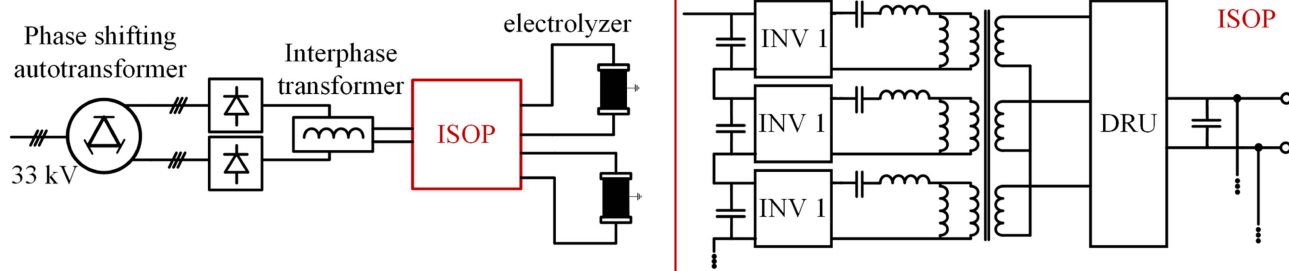 Phase shifting
autotransformer
33 kV
Interphase
transformer
ISOP
electrolyzer
INV 1
INV 1
INV 1
DRU
ISOP